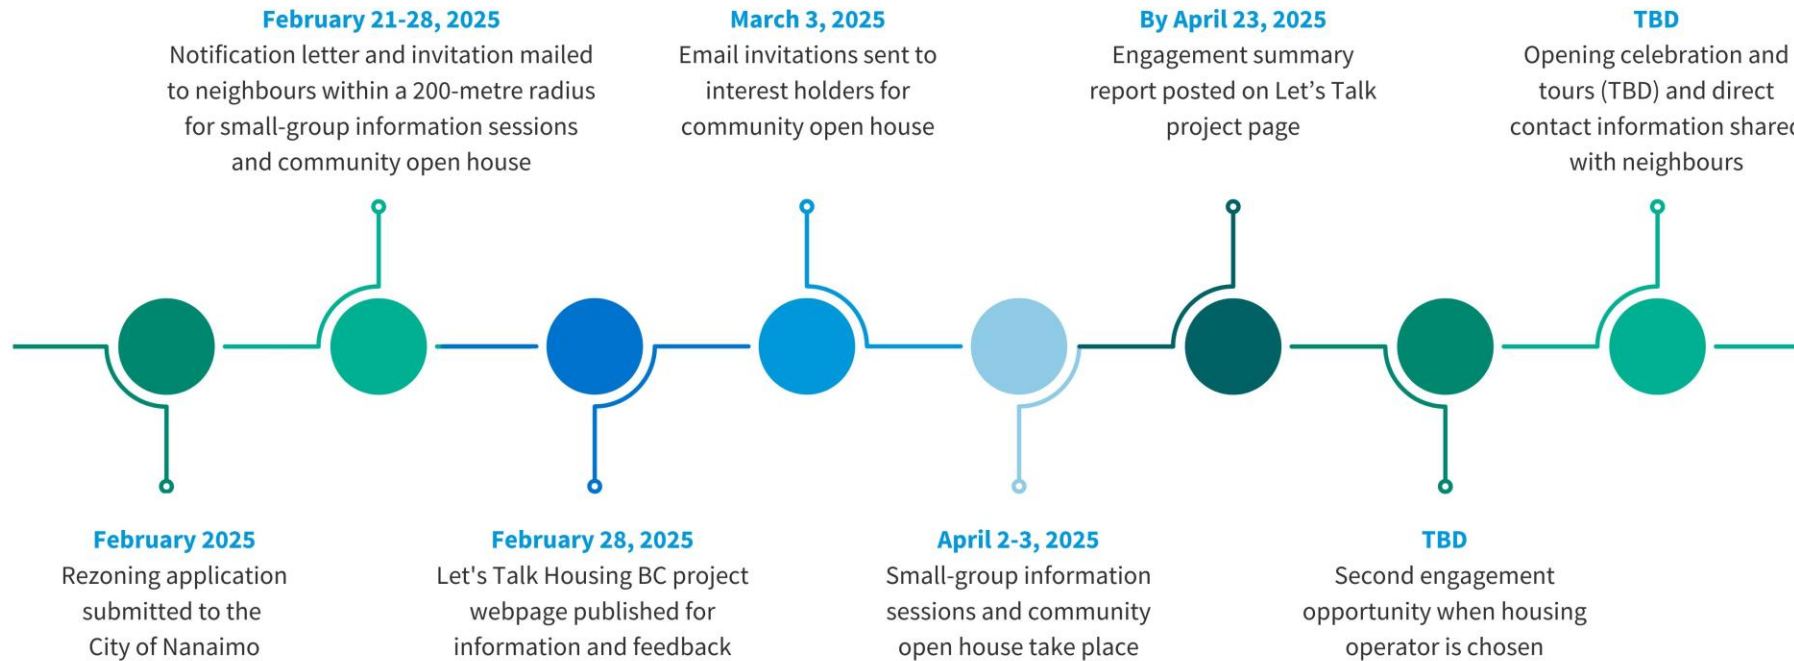 February 21-28, 2025
Notification letter and invitation mailed
to neighbours within a 200-metre radius
for small-group information sessions
and community open house
March 3, 2025
Email invitations sent to
interest holders for
community open house
By April 23, 2025
Engagement summary
report posted on Let’s Talk
project page
TBD
Opening celebration and
tours (TBD) and direct
contact information shared
with neighbours
February 2025
Rezoning application
submitted to the
City of Nanaimo
February 28, 2025
Let's Talk Housing BC project
webpage published for
information and feedback
April 2-3, 2025
Small-group information
sessions and community
open house take place
TBD
Second engagement
opportunity when housing
operator is chosen